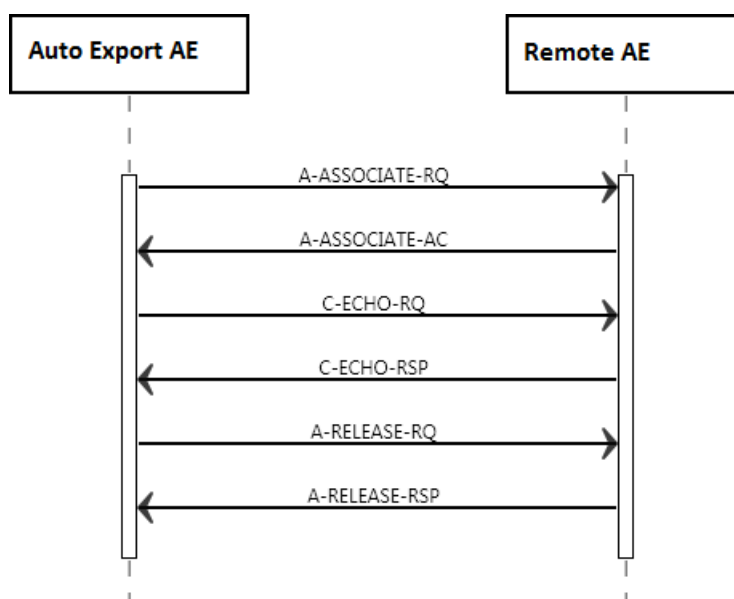 Auto Export AE
Remote AE
A-ASSOCIATE-RQ
A-ASSOCIATE-AC
C-ECHO-RQ
C-ECHO-RSP
A-RELEASE-RQ
A-RELEASE-RSP